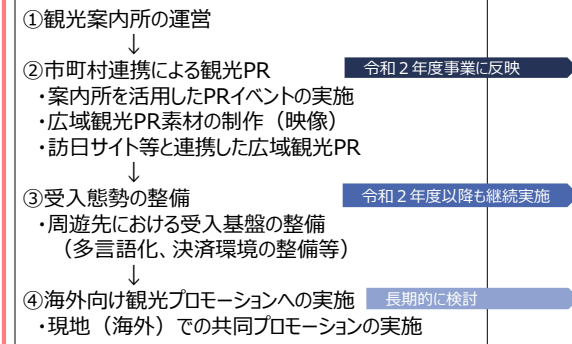 ①観光案内所の運営
↓
②市町村連携による観光PR
令和２年度事業に反映
・案内所を活用したPRイベントの実施
・広域観光PR素材の制作（映像）
・訪日サイト等と連携した広域観光PR
↓
③受入態勢の整備
令和２年度以降も継続実施
・周遊先における受入基盤の整備
（多言語化、決済環境の整備等）
↓
④海外向け観光プロモーションへの実施
長期的に検討
・現地（海外）での共同プロモーションの実施